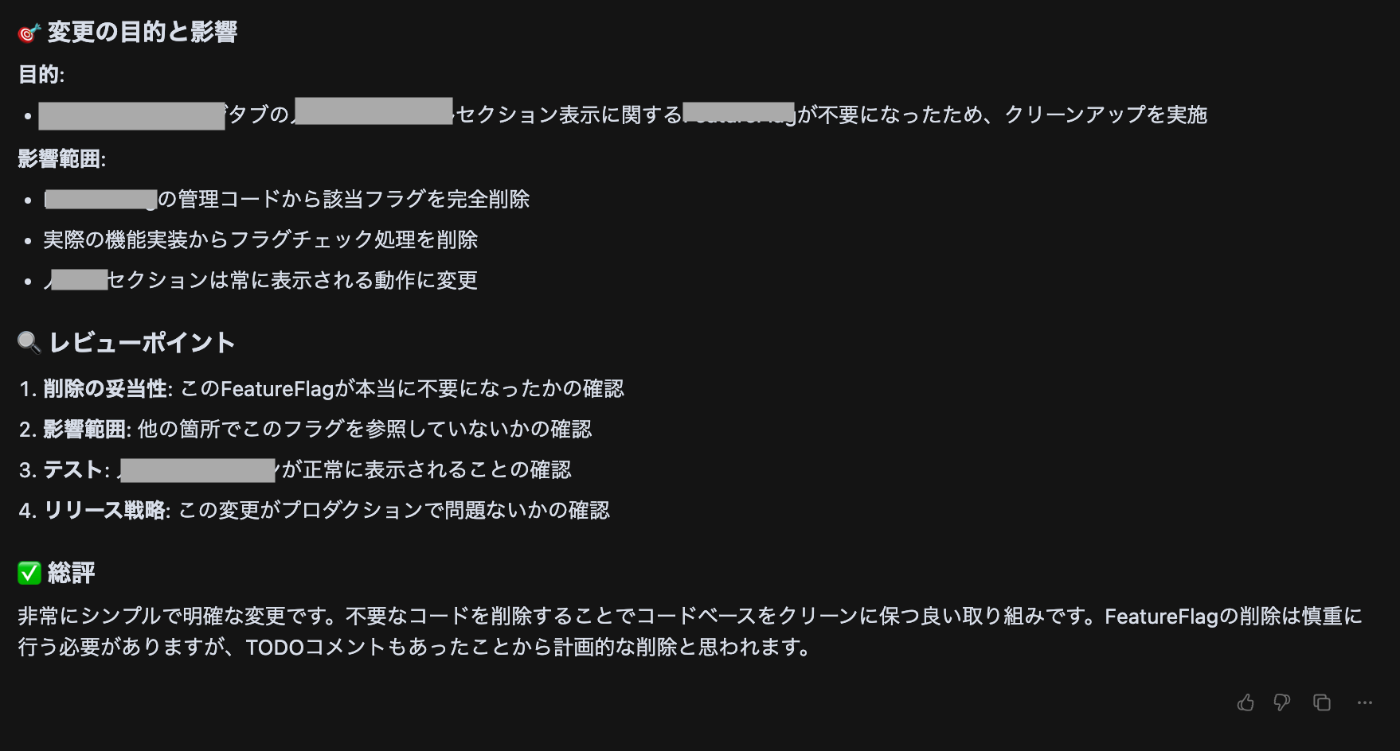 🎯 変更の目的と影響
目的:
• タブの セクション表示に関する が不要になったため、クリーンアップを実施
影響範囲:
• の管理コードから該当フラグを完全削除
• 実際の機能実装からフラグチェック処理を削除
• セクションは常に表示される動作に変更
🔍 レビューポイント
1. 削除の妥当性: このFeatureFlagが本当に不要になったかの確認
2. 影響範囲: 他の箇所でこのフラグを参照していないかの確認
3. テスト: が正常に表示されることの確認
4. リリース戦略: この変更がプロダクションで問題ないかの確認
✅ 総評
非常にシンプルで明確な変更です。不要なコードを削除することでコードベースをクリーンに保つ良い取り組みです。FeatureFlagの削除は慎重に
行う必要がありますが、TODOコメントもあったことから計画的な削除と思われます。